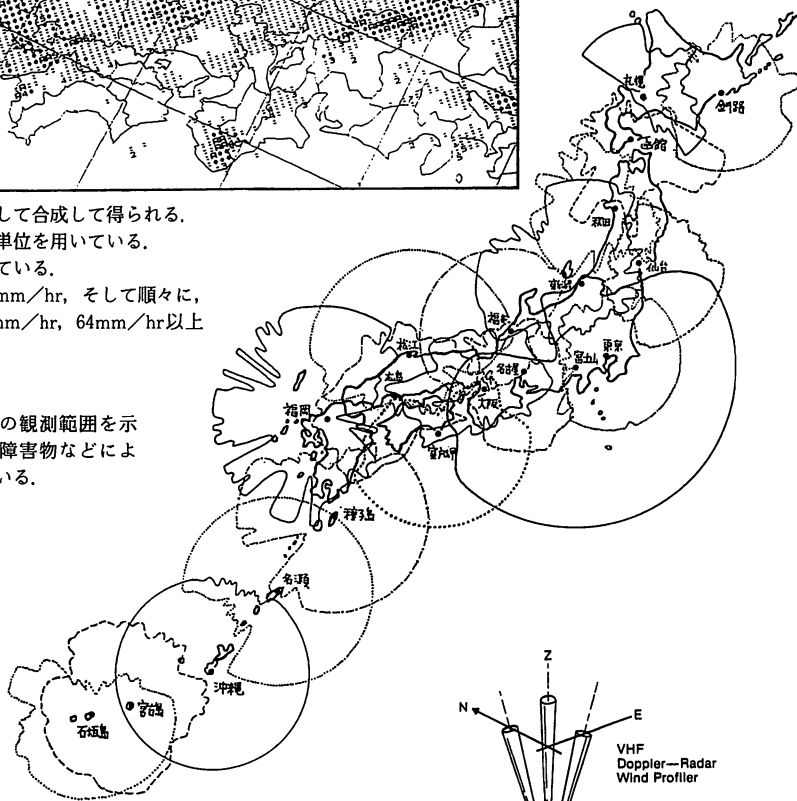 して合成して得られる.
単位を用いている.
ている.
mm/hr, そして順々に,
mm/hr, 64mm/hr以上
の観測範囲を示
障害物などによ
いる.
札幌
釧路
函館
秋田
仙台
新潟
福井
松江
東京
富士山
名古屋
広島
大阪
福岡
室戸岬
種子島
名瀬
沖縄
宮古島
石垣島
Z
N
E
VHF
Doppler—Radar
Wind Profiler